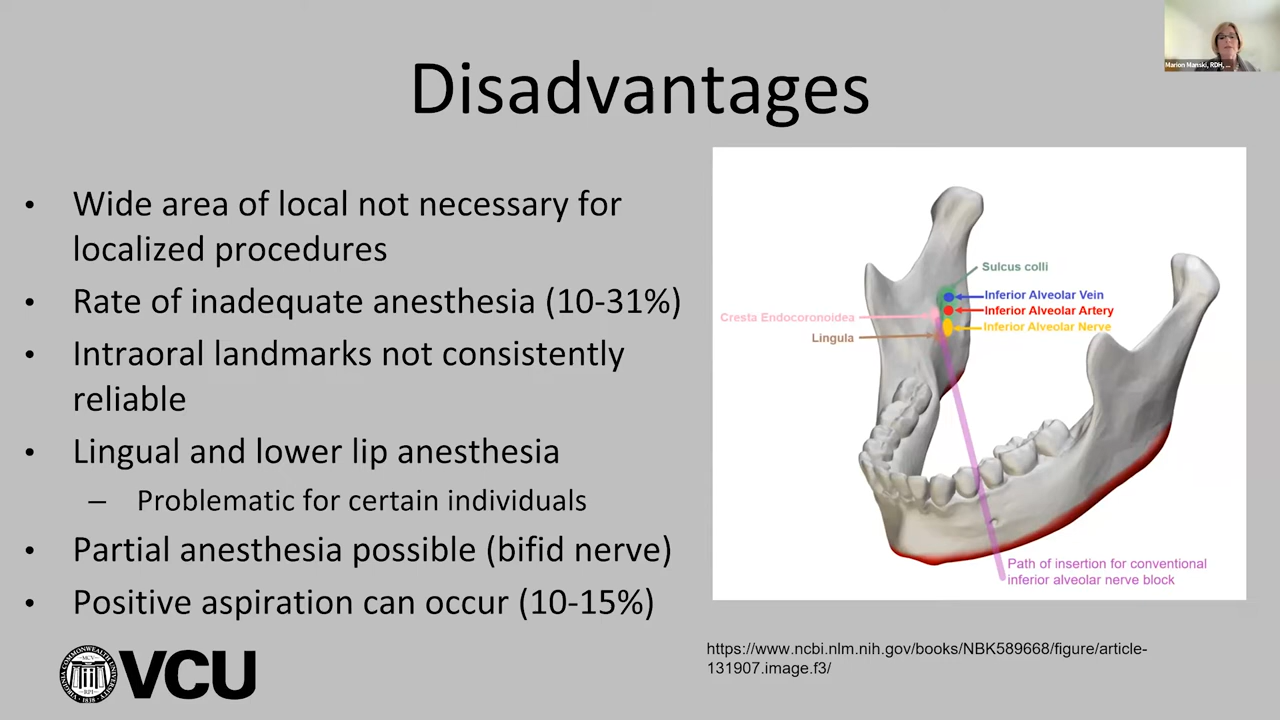 Marion Manski, RDH, ...
Disadvantages
• Wide area of local not necessary for
localized procedures
• Rate of inadequate anesthesia (10-31%)
• Intraoral landmarks not consistently
reliable
• Lingual and lower lip anesthesia
– Problematic for certain individuals
• Partial anesthesia possible (bifid nerve)
• Positive aspiration can occur (10-15%)
Sulcus colli
Inferior Alveolar Vein
Inferior Alveolar Artery
Inferior Alveolar Nerve
Cresta Endocoronoidea
Lingula
Path of insertion for conventional
inferior alveolar nerve block
https://www.ncbi.nlm.nih.gov/books/NBK589668/figure/article-
131907.image.f3/
VCU